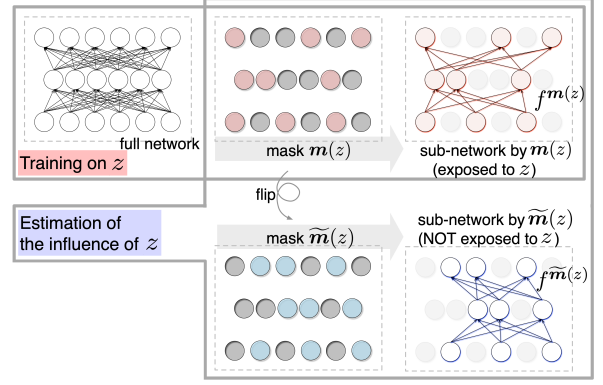 full network
Training on z
mask m(z)
f^m(z)
sub-network by m(z)
(exposed to z)
flip
Estimation of
the influence of z
mask m̃(z)
sub-network by m̃(z)
(NOT exposed to z)
f^m̃(z)